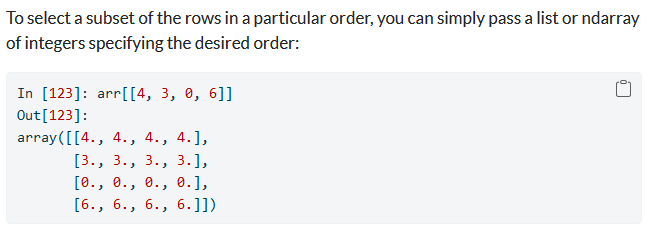 To select a subset of the rows in a particular order, you can simply pass a list or ndarray
of integers specifying the desired order:
In [123]: arr[[4, 3, 0, 6]]
Out[123]:
array([[4., 4., 4., 4.],
       [3., 3., 3., 3.],
       [0., 0., 0., 0.],
       [6., 6., 6., 6.]])